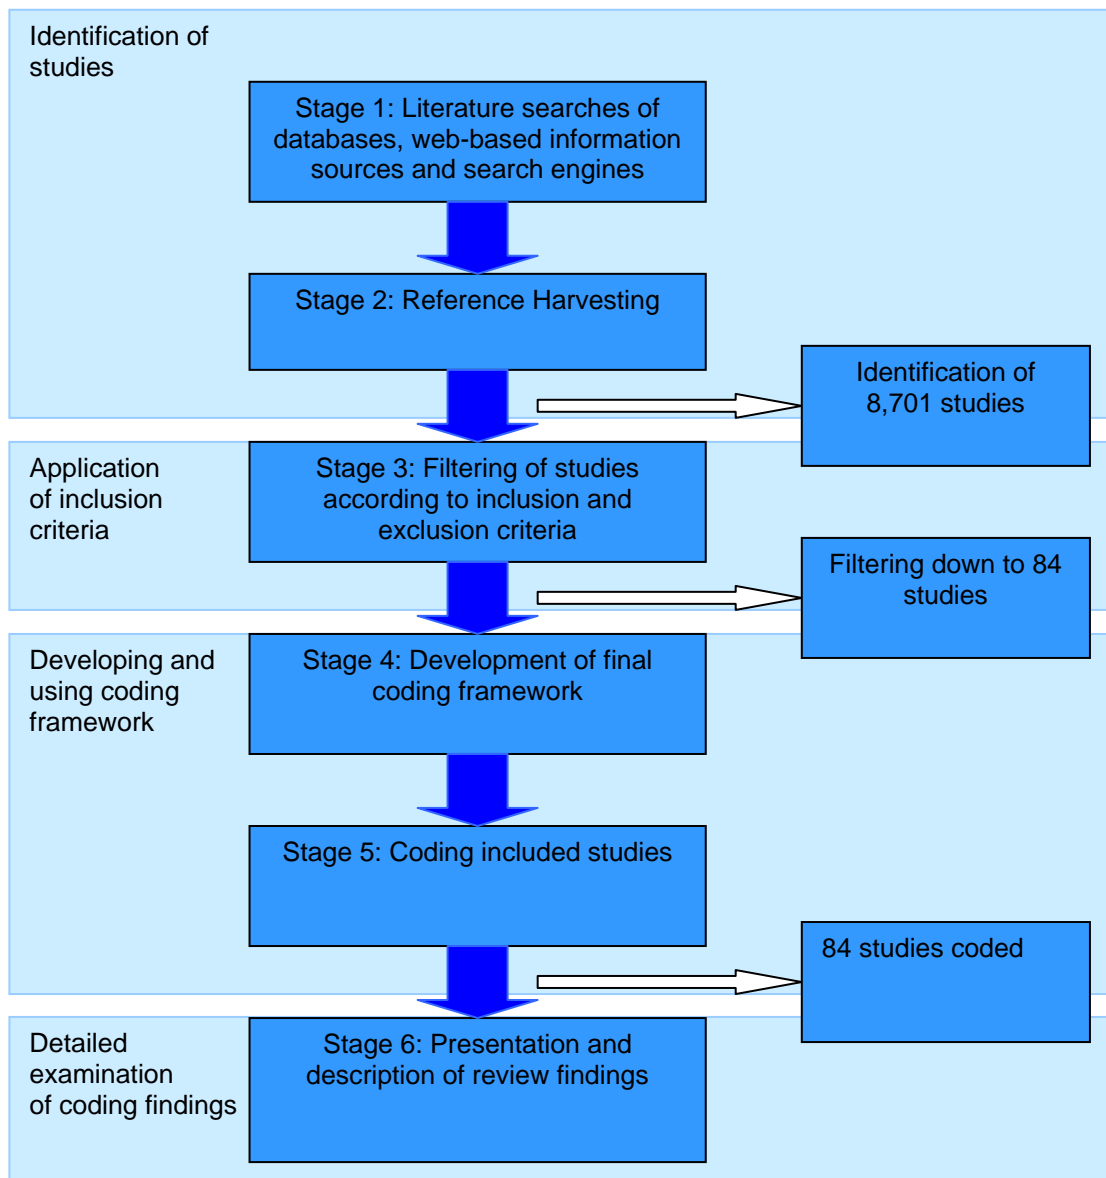 Identification of
studies
Stage 1: Literature searches of
databases, web-based information
sources and search engines
Stage 2: Reference Harvesting
Identification of
8,701 studies
Application
of inclusion
criteria
Stage 3: Filtering of studies
according to inclusion and
exclusion criteria
Filtering down to 84
studies
Developing and
using coding
framework
Stage 4: Development of final
coding framework
Stage 5: Coding included studies
84 studies coded
Detailed
examination
of coding findings
Stage 6: Presentation and
description of review findings